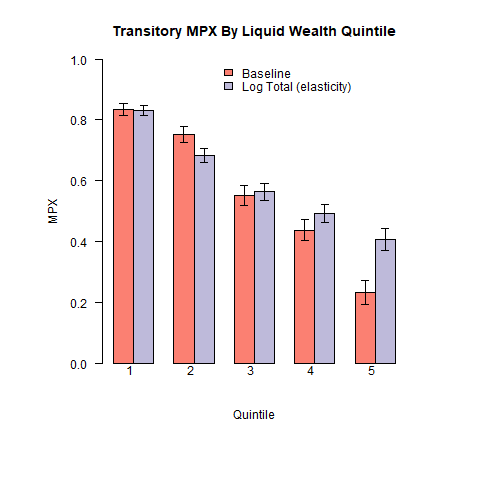 Transitory MPX By Liquid Wealth Quintile
Baseline
Log Total (elasticity)
MPX
1.0
0.8
0.6
0.4
0.2
0.0
1 2 3 4 5
Quintile